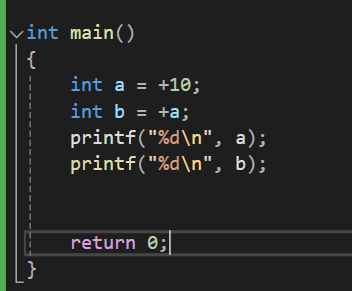 int main()
{
    int a = +10;
    int b = +a;
    printf("%d\n", a);
    printf("%d\n", b);
    return 0;
}